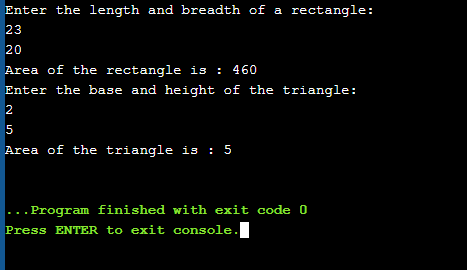 Enter the length and breadth of a rectangle:
23
20
Area of the rectangle is : 460
Enter the base and height of the triangle:
2
5
Area of the triangle is : 5
...Program finished with exit code 0
Press ENTER to exit console.